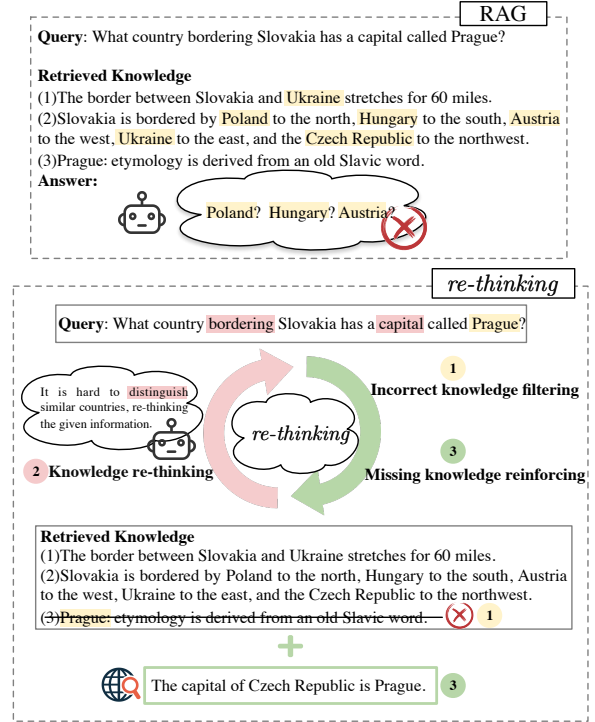 RAG
Query: What country bordering Slovakia has a capital called Prague?
Retrieved Knowledge
(1)The border between Slovakia and Ukraine stretches for 60 miles.
(2)Slovakia is bordered by Poland to the north, Hungary to the south, Austria
to the west, Ukraine to the east, and the Czech Republic to the northwest.
(3)Prague: etymology is derived from an old Slavic word.
Answer:
Poland? Hungary? Austria?
re-thinking
Query: What country bordering Slovakia has a capital called Prague?
1
Incorrect knowledge filtering
It is hard to distinguish
similar countries, re-thinking
the given information.
re-thinking
2 Knowledge re-thinking
3
Missing knowledge reinforcing
Retrieved Knowledge
(1)The border between Slovakia and Ukraine stretches for 60 miles.
(2)Slovakia is bordered by Poland to the north, Hungary to the south, Austria
to the west, Ukraine to the east, and the Czech Republic to the northwest.
(3)Prague: etymology is derived from an old Slavic word. 1
The capital of Czech Republic is Prague. 3